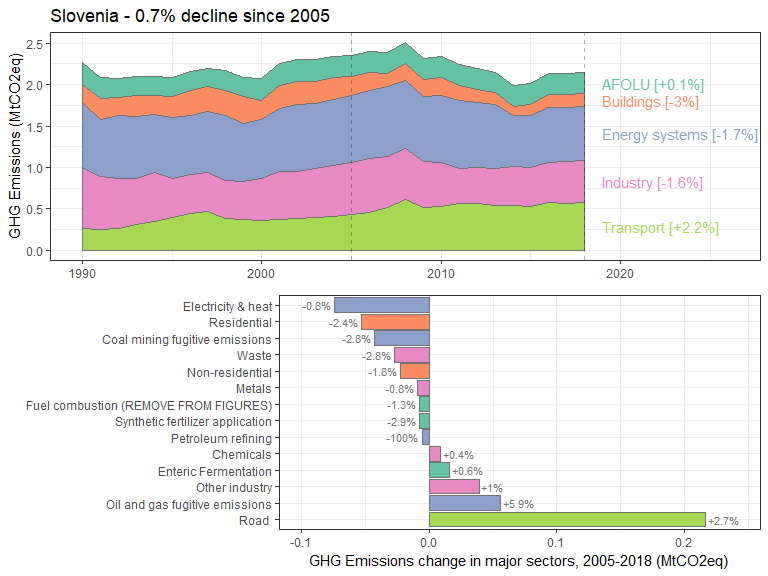 Slovenia - 0.7% decline since 2005
GHG Emissions (MtCO2eq)
2.5
2.0
1.5
1.0
0.5
0.0
AFOLU [+0.1%]
Buildings [-3%]
Energy systems [-1.7%]
Industry [-1.6%]
Transport [+2.2%]
1990 2000 2010 2020
Electricity & heat -0.8%
Residential -2.4%
Coal mining fugitive emissions -2.8%
Waste -2.8%
Non-residential -1.8%
Metals -0.8%
Fuel combustion (REMOVE FROM FIGURES) -1.3%
Synthetic fertilizer application -2.9%
Petroleum refining -100%
Chemicals +0.4%
Enteric Fermentation +0.6%
Other industry +1%
Oil and gas fugitive emissions +5.9%
Road +2.7%
-0.1 0.0 0.1 0.2
GHG Emissions change in major sectors, 2005-2018 (MtCO2eq)